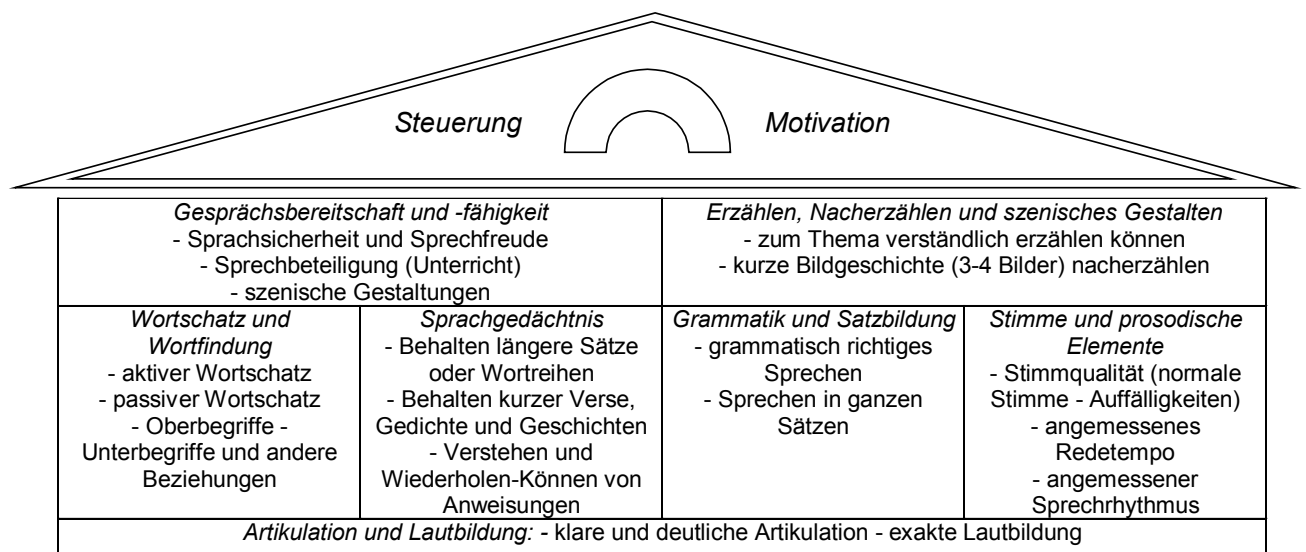 Steuerung
Motivation
Gesprächsbereitschaft und -fähigkeit
- Sprachsicherheit und Sprechfreude
- Sprechbeteiligung (Unterricht)
- szenische Gestaltungen
Erzählen, Nacherzählen und szenisches Gestalten
- zum Thema verständlich erzählen können
- kurze Bildgeschichte (3-4 Bilder) nacherzählen
Wortschatz und
Wortfindung
- aktiver Wortschatz
- passiver Wortschatz
- Oberbegriffe -
Unterbegriffe und andere
Beziehungen
Sprachgedächtnis
- Behalten längere Sätze
oder Wortreihen
- Behalten kurzer Verse,
Gedichte und Geschichten
- Verstehen und
Wiederholen-Können von
Anweisungen
Grammatik und Satzbildung
- grammatisch richtiges
Sprechen
- Sprechen in ganzen
Sätzen
Stimme und prosodische
Elemente
- Stimmqualität (normale
Stimme - Auffälligkeiten)
- angemessenes
Redetempo
- angemessener
Sprechrhythmus
Artikulation und Lautbildung: - klare und deutliche Artikulation - exakte Lautbildung